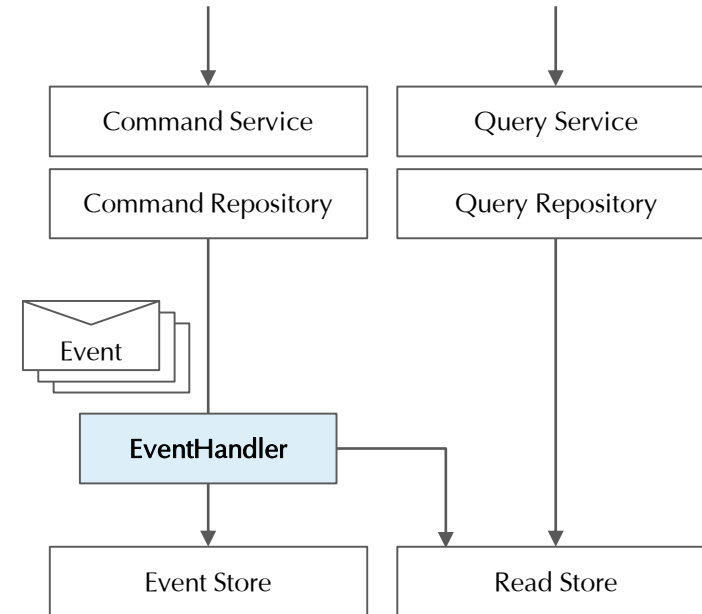 Command Service
Query Service
Command Repository
Query Repository
Event
EventHandler
Event Store
Read Store